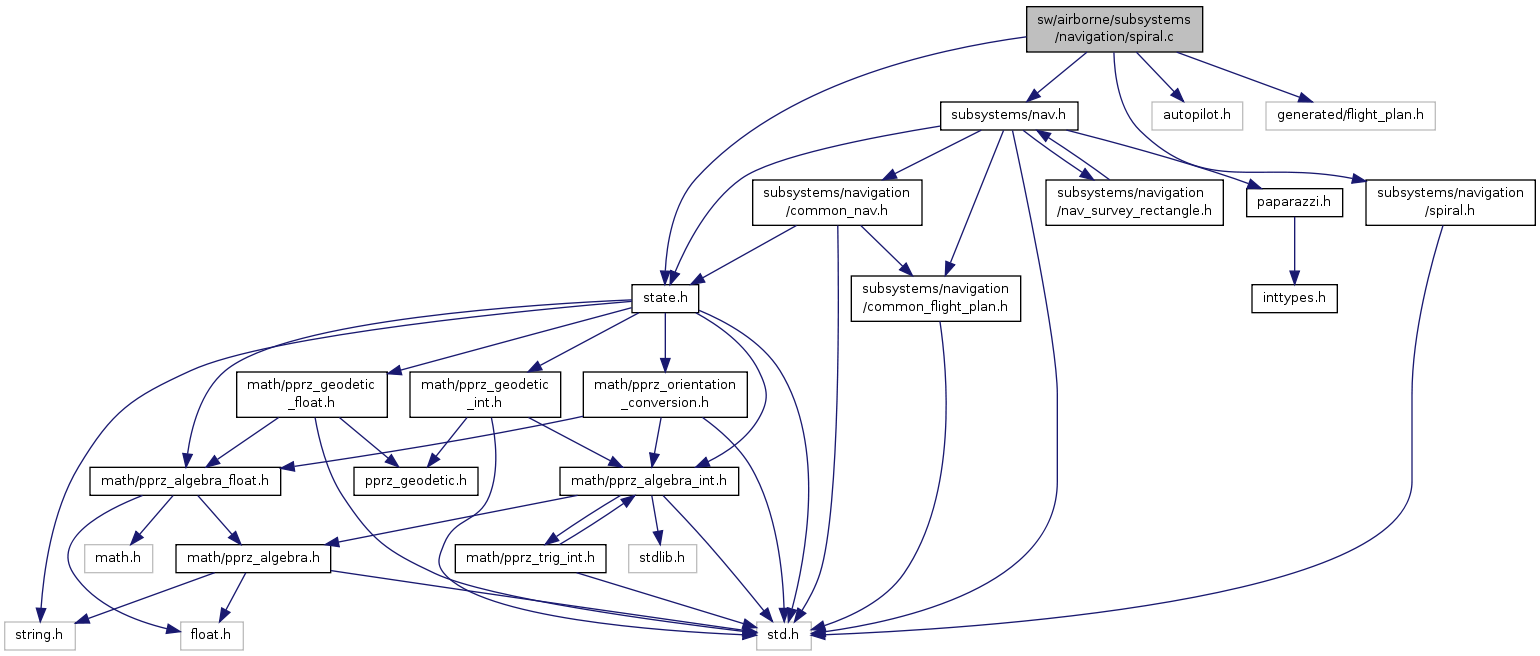 sw/airborne/subsystems
/navigation/spiral.c
subsystems/nav.h
autopilot.h
generated/flight_plan.h
subsystems/navigation
/common_nav.h
subsystems/navigation
/nav_survey_rectangle.h
paparazzi.h
subsystems/navigation
/spiral.h
state.h
subsystems/navigation
/common_flight_plan.h
inttypes.h
math/pprz_geodetic
_float.h
math/pprz_geodetic
_int.h
math/pprz_orientation
_conversion.h
math/pprz_algebra_float.h
pprz_geodetic.h
math/pprz_algebra_int.h
math.h
math/pprz_algebra.h
math/pprz_trig_int.h
stdlib.h
string.h
float.h
std.h